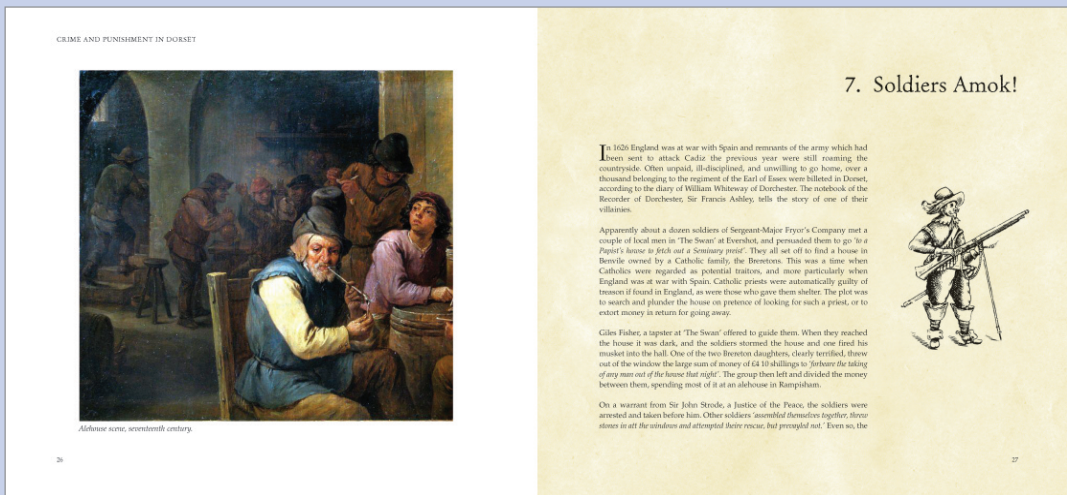 CRIME AND PUNISHMENT IN DORSET
Alehouse scene, seventeenth century.
26
7. Soldiers Amok!
In 1626 England was at war with Spain and remnants of the army which had
been sent to attack Cadiz the previous year were still roaming the
countryside. Often unpaid, ill-disciplined, and unwilling to go home, over a
thousand belonging to the regiment of the Earl of Essex were billeted in Dorset,
according to the diary of William Whiteway of Dorchester. The notebook of the
Recorder of Dorchester, Sir Francis Ashley, tells the story of one of their
villainies.
Apparently about a dozen soldiers of Sergeant-Major Fryor's Company met a
couple of local men in 'The Swan' at Evershot, and persuaded them to go 'to a
Papist's house to fetch out a Seminary preist'. They all set off to find a house in
Benvile owned by a Catholic family, the Breretons. This was a time when
Catholics were regarded as potential traitors, and more particularly when
England was at war with Spain. Catholic priests were automatically guilty of
treason if found in England, as were those who gave them shelter. The plot was
to search and plunder the house on pretence of looking for such a priest, or to
extort money in return for going away.
Giles Fisher, a tapster at 'The Swan' offered to guide them. When they reached
the house it was dark, and the soldiers stormed the house and one fired his
musket into the hall. One of the two Brereton daughters, clearly terrified, threw
out of the window the large sum of money of £4 10 shillings to 'forbeare the taking
of any man out of the house that night'. The group then left and divided the money
between them, spending most of it at an alehouse in Rampisham.
On a warrant from Sir John Strode, a Justice of the Peace, the soldiers were
arrested and taken before him. Other soldiers 'assembled themselves together, threw
stones in att the windows and attempted theire rescue, but prevayled not.' Even so, the
27